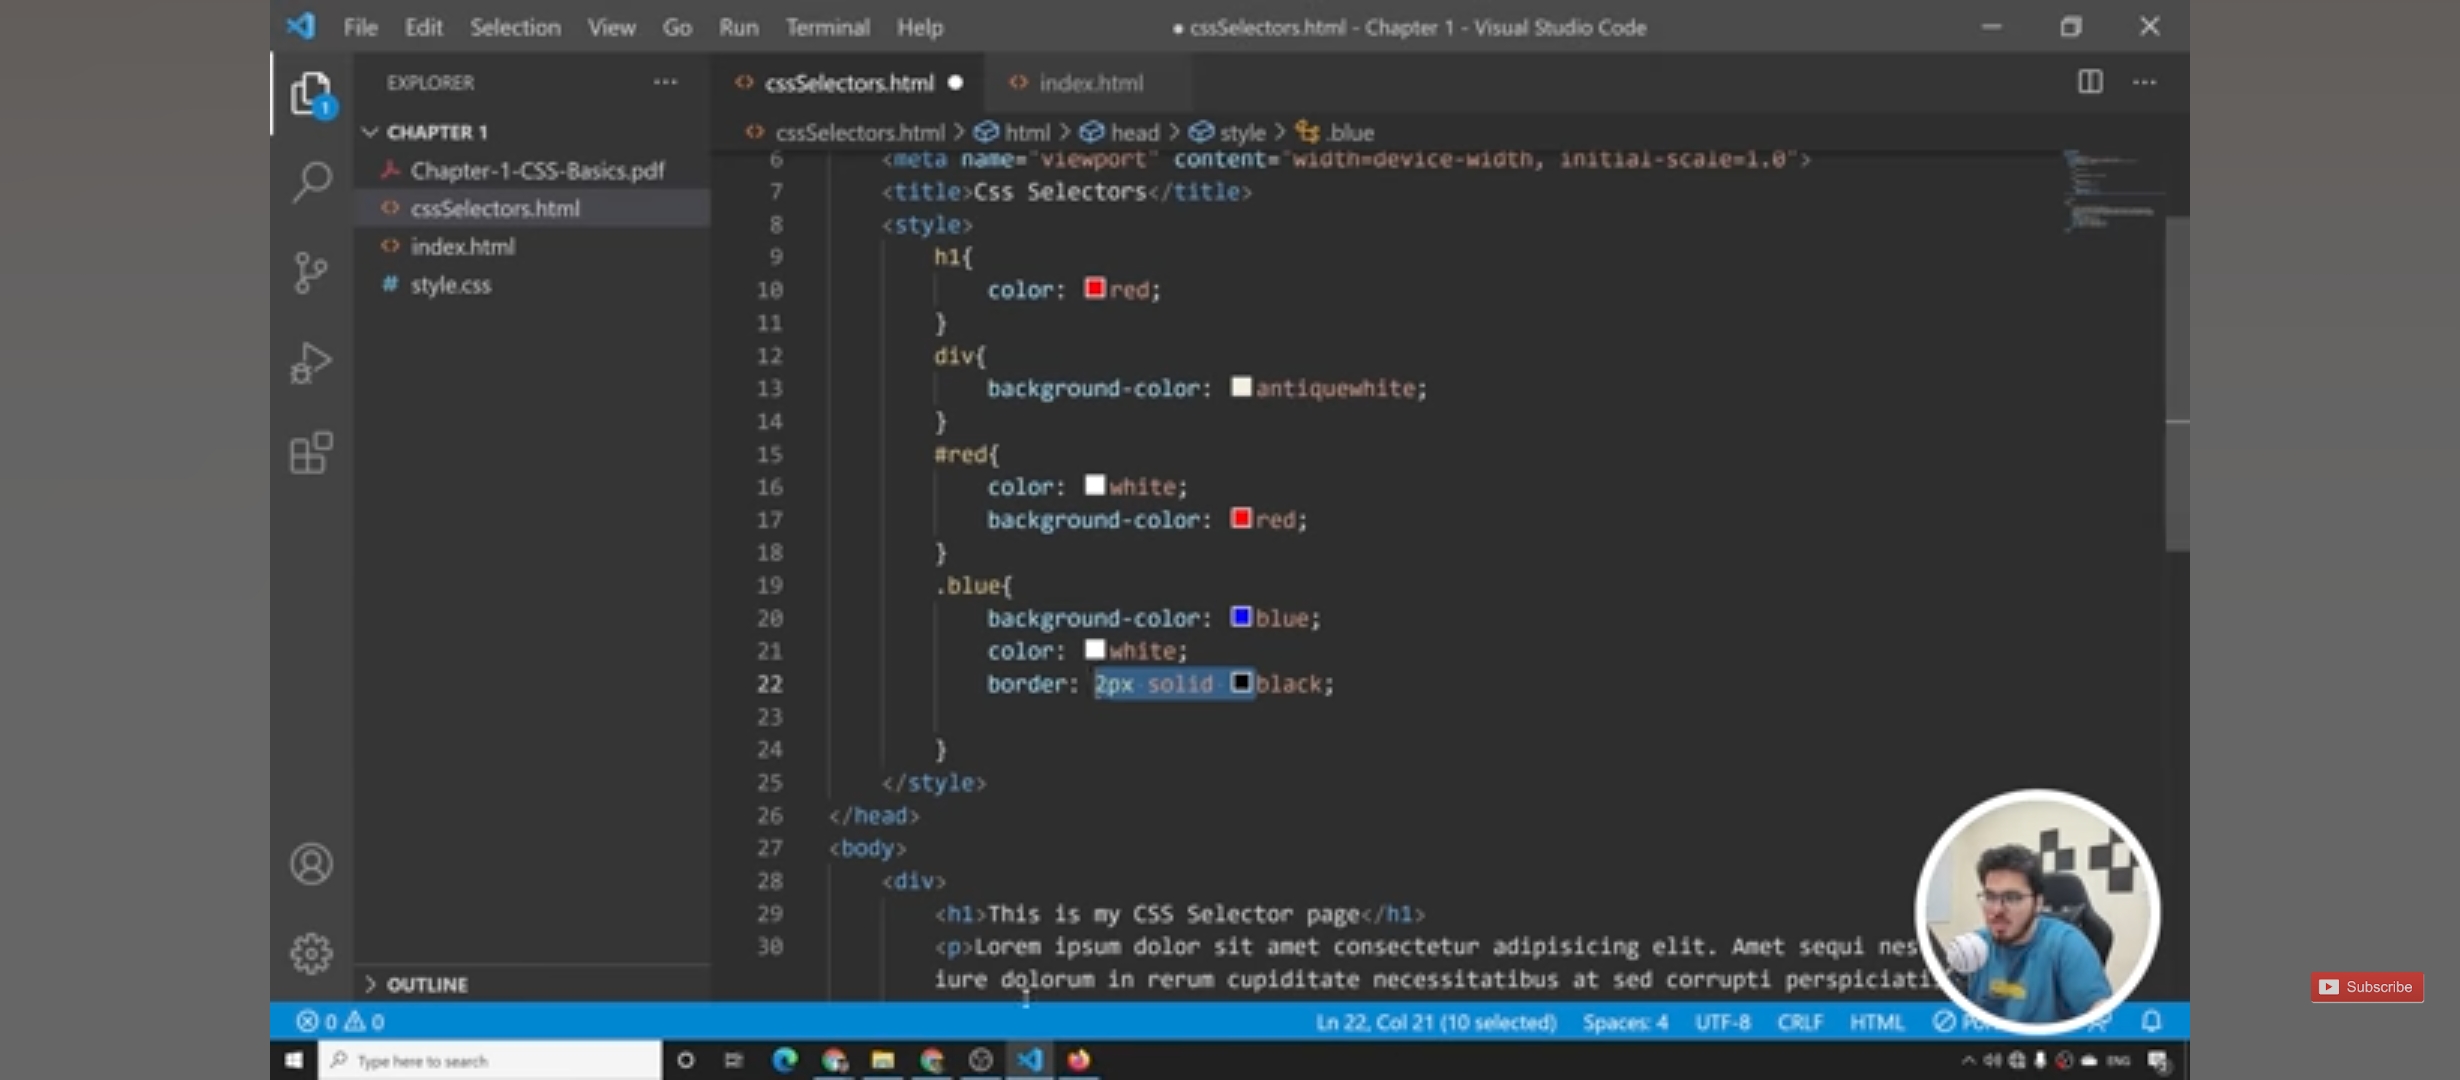 File Edit Selection View Go Run Terminal Help ● cssSelectors.html - Chapter 1 - Visual Studio Code
EXPLORER ...
cssSelectors.html ● index.html
CHAPTER 1
cssSelectors.html > html > head > style > .blue
Chapter-1-CSS-Basics.pdf
cssSelectors.html
index.html
# style.css
1
6 <meta name="viewport" content="width=device-width, initial-scale=1.0">
7 <title>Css Selectors</title>
8 <style>
9 h1{
10 color: red;
11 }
12 div{
13 background-color: antiquewhite;
14 }
15 #red{
16 color: white;
17 background-color: red;
18 }
19 .blue{
20 background-color: blue;
21 color: white;
22 border: 2px solid black;
23
24 }
25 </style>
26 </head>
27 <body>
28 <div>
29 <h1>This is my CSS Selector page</h1>
30 <p>Lorem ipsum dolor sit amet consectetur adipisicing elit. Amet sequi nes
iure dolorum in rerum cupiditate necessitatibus at sed corrupti perspiciati
OUTLINE
Subscribe
0 0 Ln 22, Col 21 (10 selected) Spaces: 4 UTF-8 CRLF HTML
Type here to search
ENG